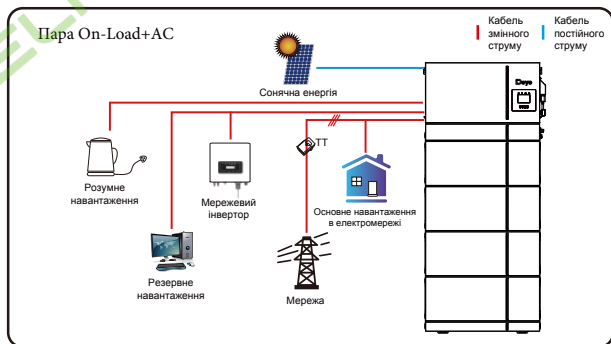 Пара On-Load+AC
Кабель
змінного
струму
Кабель
постійного
струму
Сонячна енергія
Deye
ТТ
Розумне
навантаження
Мережевий
інвертор
Основне навантаження
в електромережі
Резервне
навантаження
Мережа